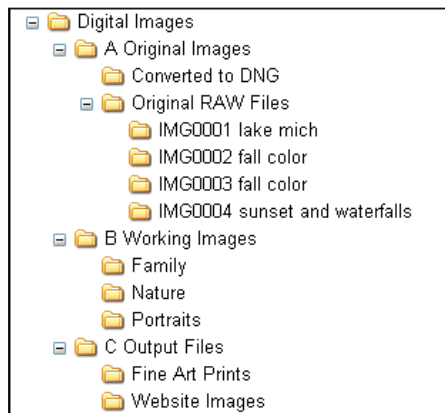 Digital Images
A Original Images
Converted to DNG
Original RAW Files
IMG0001 lake mich
IMG0002 fall color
IMG0003 fall color
IMG0004 sunset and waterfalls
B Working Images
Family
Nature
Portraits
C Output Files
Fine Art Prints
Website Images